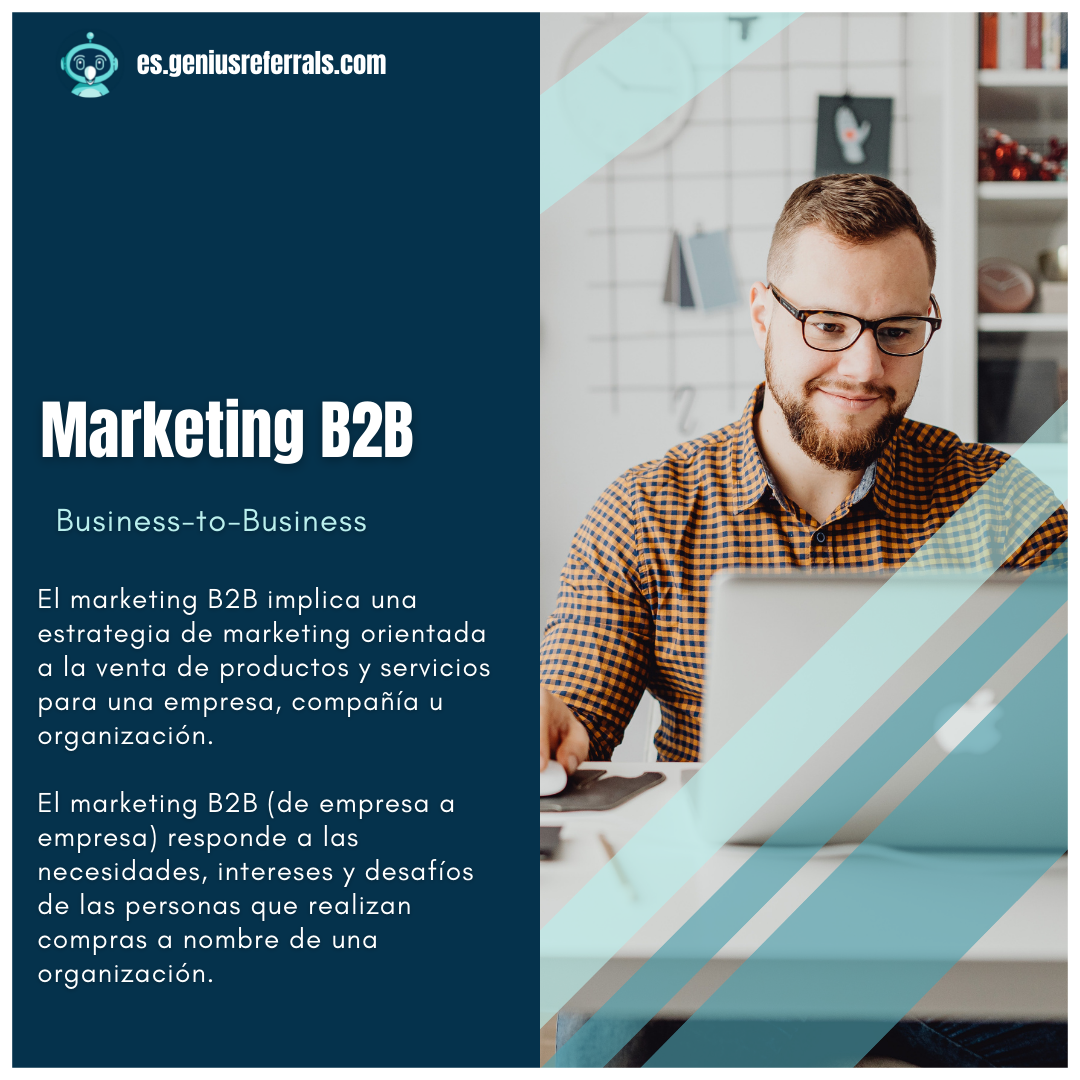 es.geniusreferrals.com
Marketing B2B
Business-to-Business
El marketing B2B implica una
estrategia de marketing orientada
a la venta de productos y servicios
para una empresa, compañía u
organización.
El marketing B2B (de empresa a
empresa) responde a las
necesidades, intereses y desafíos
de las personas que realizan
compras a nombre de una
organización.